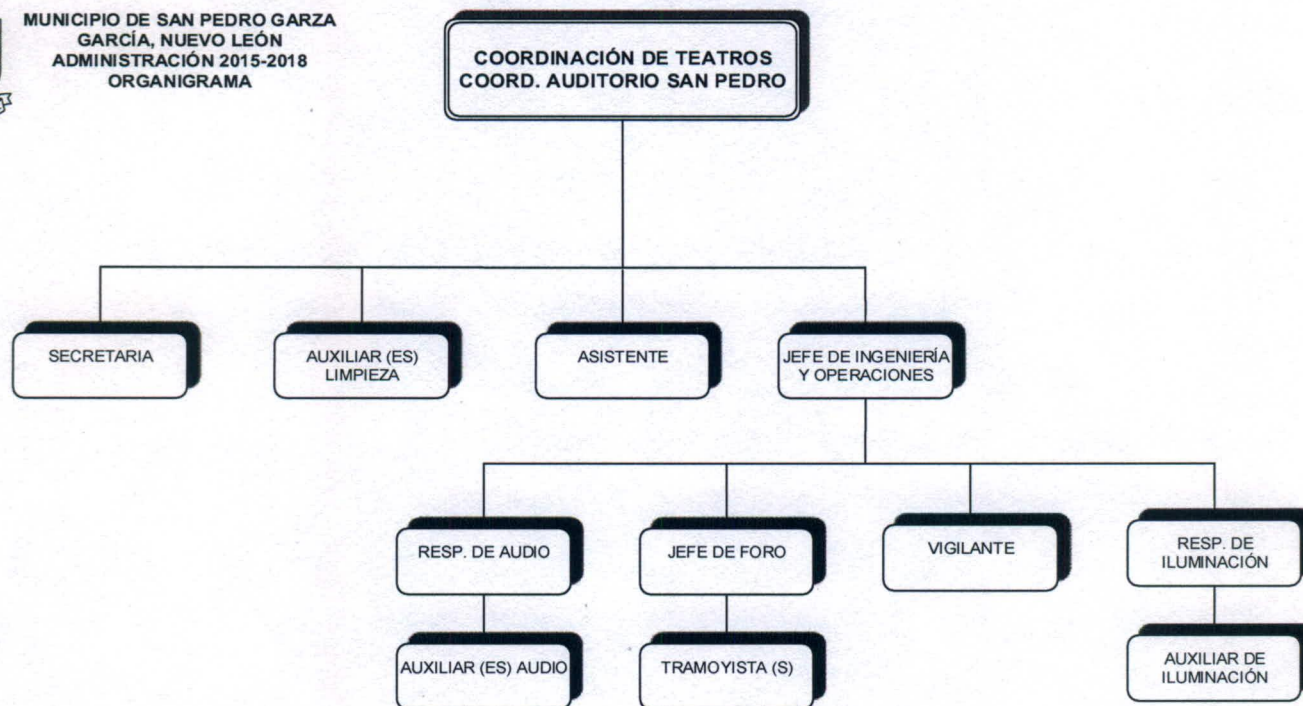 MUNICIPIO DE SAN PEDRO GARZA
GARCÍA, NUEVO LEÓN
ADMINISTRACIÓN 2015-2018
ORGANIGRAMA
COORDINACIÓN DE TEATROS
COORD. AUDITORIO SAN PEDRO
SECRETARIA
AUXILIAR (ES)
LIMPIEZA
ASISTENTE
JEFE DE INGENIERÍA
Y OPERACIONES
RESP. DE AUDIO
JEFE DE FORO
VIGILANTE
RESP. DE
ILUMINACIÓN
AUXILIAR (ES) AUDIO
TRAMOYISTA (S)
AUXILIAR DE
ILUMINACIÓN